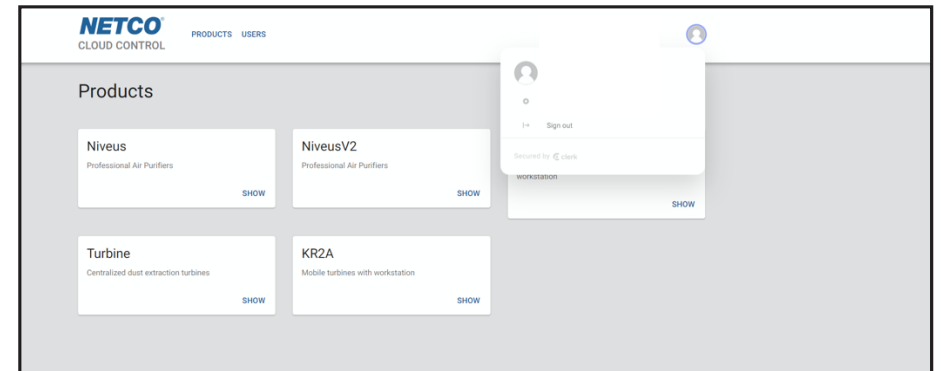 NETCO
CLOUD CONTROL
PRODUCTS USERS
Sign out
Secured by clerk
Products
Niveus
Professional Air Purifiers
SHOW
NiveusV2
Professional Air Purifiers
SHOW
workstation
SHOW
Turbine
Centralized dust extraction turbines
SHOW
KR2A
Mobile turbines with workstation
SHOW